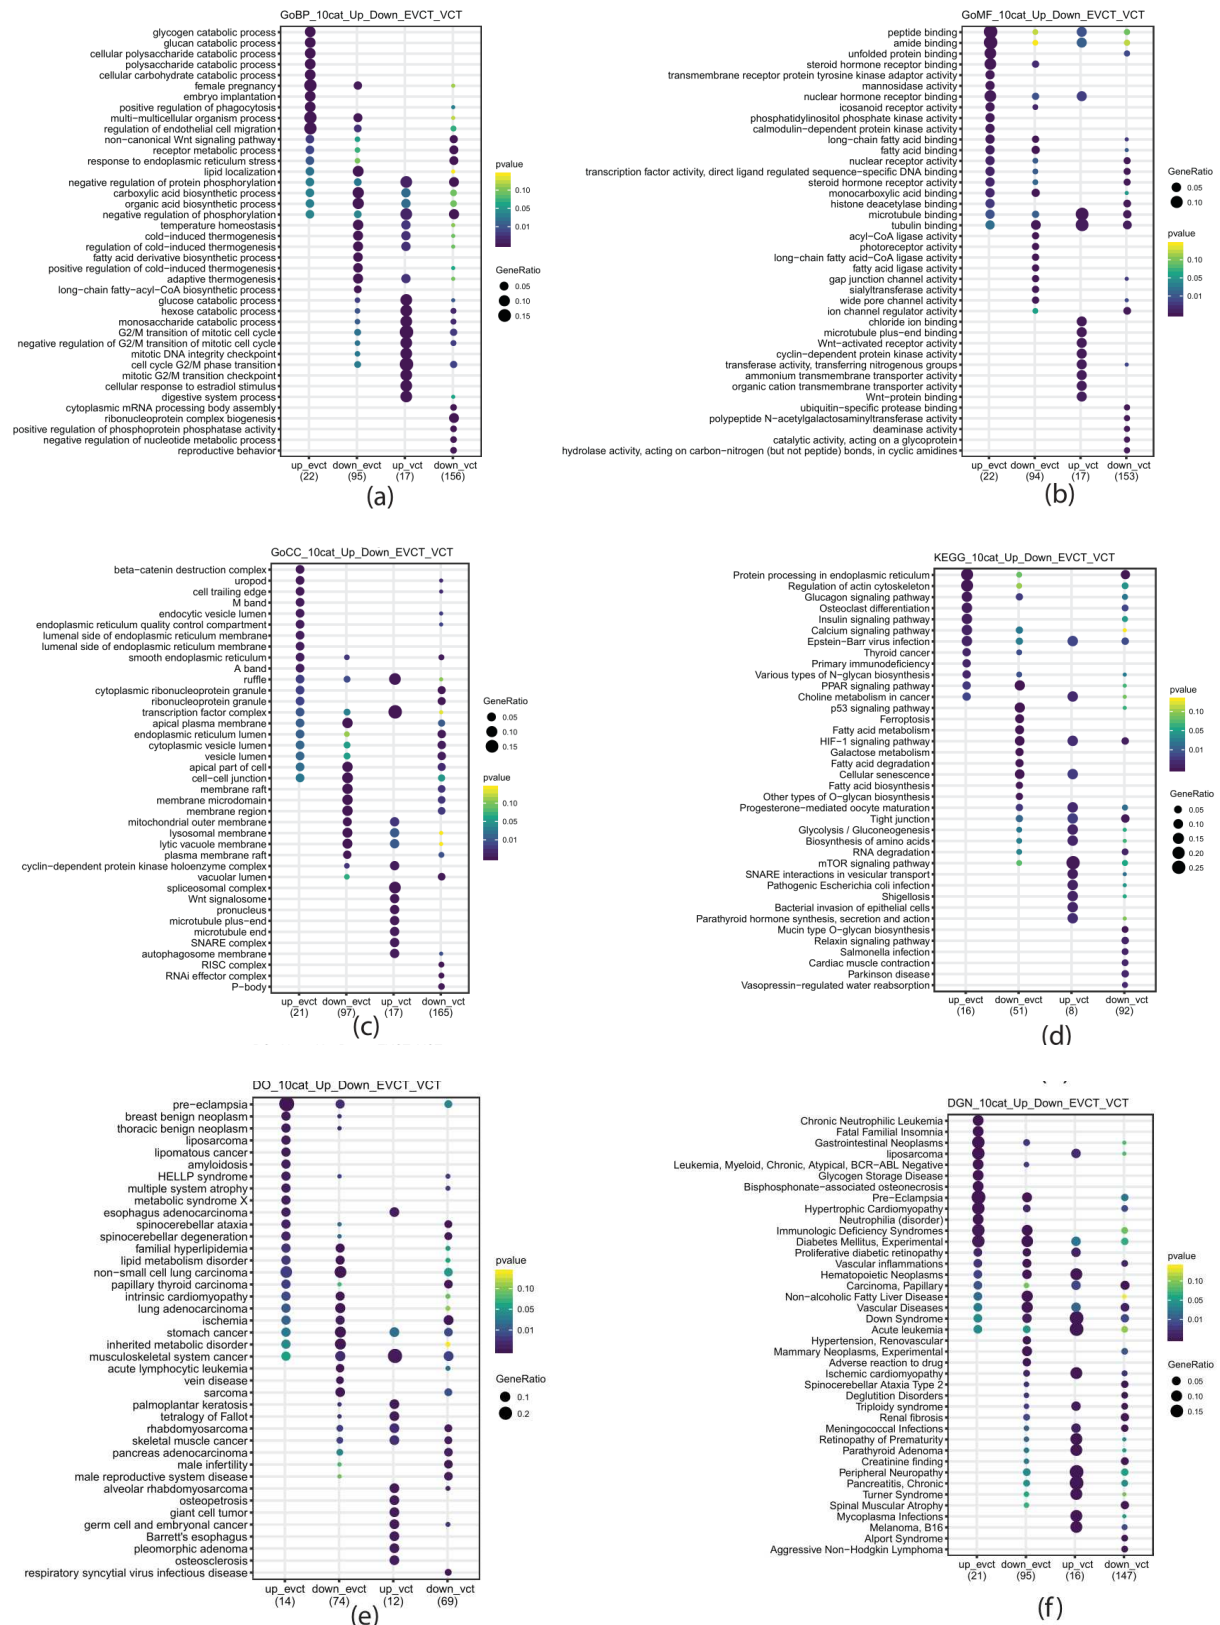 GoBP_10cat_Up_Down_EVCT_VCT
glycogen catabolic process
glucan catabolic process
cellular polysaccharide catabolic process
polysaccharide catabolic process
cellular carbohydrate catabolic process
female pregnancy
embryo implantation
positive regulation of phagocytosis
multi-multicellular organism process
regulation of endothelial cell migration
non-canonical Wnt signaling pathway
receptor metabolic process
response to endoplasmic reticulum stress
lipid localization
negative regulation of protein phosphorylation
carboxylic acid biosynthetic process
organic acid biosynthetic process
negative regulation of phosphorylation
temperature homeostasis
cold-induced thermogenesis
regulation of cold-induced thermogenesis
fatty acid derivative biosynthetic process
positive regulation of cold-induced thermogenesis
adaptive thermogenesis
long-chain fatty-acyl-CoA biosynthetic process
glucose catabolic process
hexose catabolic process
monosaccharide catabolic process
G2/M transition of mitotic cell cycle
negative regulation of G2/M transition of mitotic cell cycle
mitotic DNA integrity checkpoint
cell cycle G2/M phase transition
mitotic G2/M transition checkpoint
cellular response to estradiol stimulus
digestive system process
cytoplasmic mRNA processing body assembly
ribonucleoprotein complex biogenesis
positive regulation of phosphoprotein phosphatase activity
negative regulation of nucleotide metabolic process
reproductive behavior
up_evct down_evct up_vct down_vct
(22) (95) (17) (156)
pvalue
0.10
0.05
0.01
GeneRatio
0.05
0.10
0.15
(a)
GoMF_10cat_Up_Down_EVCT_VCT
peptide binding
amide binding
unfolded protein binding
steroid hormone receptor binding
transmembrane receptor protein tyrosine kinase adaptor activity
mannosidase activity
nuclear hormone receptor binding
icosanoid receptor activity
phosphatidylinositol phosphate kinase activity
calmodulin-dependent protein kinase activity
long-chain fatty acid binding
fatty acid binding
nuclear receptor activity
transcription factor activity, direct ligand regulated sequence-specific DNA binding
steroid hormone receptor activity
monocarboxylic acid binding
histone deacetylase binding
microtubule binding
tubulin binding
acyl-CoA ligase activity
photoreceptor activity
long-chain fatty acid-CoA ligase activity
fatty acid ligase activity
gap junction channel activity
sialyltransferase activity
wide pore channel activity
ion channel regulator activity
chloride ion binding
microtubule plus-end binding
Wnt-activated receptor activity
cyclin-dependent protein kinase activity
transferase activity, transferring nitrogenous groups
ammonium transmembrane transporter activity
organic cation transmembrane transporter activity
Wnt-protein binding
ubiquitin-specific protease binding
polypeptide N-acetylgalactosaminyltransferase activity
deaminase activity
catalytic activity, acting on a glycoprotein
hydrolase activity, acting on carbon-nitrogen (but not peptide) bonds, in cyclic amidines
up_evct down_evct up_vct down_vct
(22) (94) (17) (153)
GeneRatio
0.05
0.10
pvalue
0.10
0.05
0.01
(b)
GoCC_10cat_Up_Down_EVCT_VCT
beta-catenin destruction complex
uropod
cell trailing edge
M band
endocytic vesicle lumen
endoplasmic reticulum quality control compartment
lumenal side of endoplasmic reticulum membrane
lumenal side of endoplasmic reticulum membrane
smooth endoplasmic reticulum
A band
ruffle
cytoplasmic ribonucleoprotein granule
ribonucleoprotein granule
transcription factor complex
apical plasma membrane
endoplasmic reticulum lumen
cytoplasmic vesicle lumen
vesicle lumen
apical part of cell
cell-cell junction
membrane raft
membrane microdomain
membrane region
mitochondrial outer membrane
lysosomal membrane
lytic vacuole membrane
plasma membrane raft
cyclin-dependent protein kinase holoenzyme complex
vacuolar lumen
spliceosomal complex
Wnt signalosome
pronucleus
microtubule plus-end
microtubule end
SNARE complex
autophagosome membrane
RISC complex
RNAi effector complex
P-body
up_evct down_evct up_vct down_vct
(21) (97) (17) (165)
GeneRatio
0.05
0.10
0.15
pvalue
0.10
0.05
0.01
(c)
KEGG_10cat_Up_Down_EVCT_VCT
Protein processing in endoplasmic reticulum
Regulation of actin cytoskeleton
Glucagon signaling pathway
Osteoclast differentiation
Insulin signaling pathway
Calcium signaling pathway
Epstein-Barr virus infection
Thyroid cancer
Primary immunodeficiency
Various types of N-glycan biosynthesis
PPAR signaling pathway
Choline metabolism in cancer
p53 signaling pathway
Ferroptosis
Fatty acid metabolism
HIF-1 signaling pathway
Galactose metabolism
Fatty acid degradation
Cellular senescence
Fatty acid biosynthesis
Other types of O-glycan biosynthesis
Progesterone-mediated oocyte maturation
Tight junction
Glycolysis / Gluconeogenesis
Biosynthesis of amino acids
RNA degradation
mTOR signaling pathway
SNARE interactions in vesicular transport
Pathogenic Escherichia coli infection
Shigellosis
Bacterial invasion of epithelial cells
Parathyroid hormone synthesis, secretion and action
Mucin type O-glycan biosynthesis
Relaxin signaling pathway
Salmonella infection
Cardiac muscle contraction
Parkinson disease
Vasopressin-regulated water reabsorption
up_evct down_evct up_vct down_vct
(16) (51) (8) (92)
pvalue
0.10
0.05
0.01
GeneRatio
0.05
0.10
0.15
0.20
0.25
(d)
DO_10cat_Up_Down_EVCT_VCT
pre-eclampsia
breast benign neoplasm
thoracic benign neoplasm
liposarcoma
lipomatous cancer
amyloidosis
HELLP syndrome
multiple system atrophy
metabolic syndrome X
esophagus adenocarcinoma
spinocerebellar ataxia
spinocerebellar degeneration
familial hyperlipidemia
lipid metabolism disorder
non-small cell lung carcinoma
papillary thyroid carcinoma
intrinsic cardiomyopathy
lung adenocarcinoma
ischemia
stomach cancer
inherited metabolic disorder
musculoskeletal system cancer
acute lymphocytic leukemia
vein disease
sarcoma
palmoplantar keratosis
tetralogy of Fallot
rhabdomyosarcoma
skeletal muscle cancer
pancreas adenocarcinoma
male infertility
male reproductive system disease
alveolar rhabdomyosarcoma
osteopetrosis
giant cell tumor
germ cell and embryonal cancer
Barrett's esophagus
pleomorphic adenoma
osteosclerosis
respiratory syncytial virus infectious disease
up_evct down_evct up_vct down_vct
(14) (74) (12) (69)
pvalue
0.10
0.05
0.01
GeneRatio
0.1
0.2
(e)
DGN_10cat_Up_Down_EVCT_VCT
Chronic Neutrophilic Leukemia
Fatal Familial Insomnia
Gastrointestinal Neoplasms
liposarcoma
Leukemia, Myeloid, Chronic, Atypical, BCR-ABL Negative
Glycogen Storage Disease
Bisphosphonate-associated osteonecrosis
Pre-Eclampsia
Hypertrophic Cardiomyopathy
Neutrophilia (disorder)
Immunologic Deficiency Syndromes
Diabetes Mellitus, Experimental
Proliferative diabetic retinopathy
Vascular inflammations
Hematopoietic Neoplasms
Carcinoma, Papillary
Non-alcoholic Fatty Liver Disease
Vascular Diseases
Down Syndrome
Acute leukemia
Hypertension, Renovascular
Mammary Neoplasms, Experimental
Adverse reaction to drug
Ischemic cardiomyopathy
Spinocerebellar Ataxia Type 2
Deglutition Disorders
Triploidy syndrome
Renal fibrosis
Meningococcal Infections
Retinopathy of Prematurity
Parathyroid Adenoma
Creatinine finding
Peripheral Neuropathy
Pancreatitis, Chronic
Turner Syndrome
Spinal Muscular Atrophy
Mycoplasma Infections
Melanoma, B16
Alport Syndrome
Aggressive Non-Hodgkin Lymphoma
up_evct down_evct up_vct down_vct
(21) (95) (16) (147)
pvalue
0.10
0.05
0.01
GeneRatio
0.05
0.10
0.15
(f)